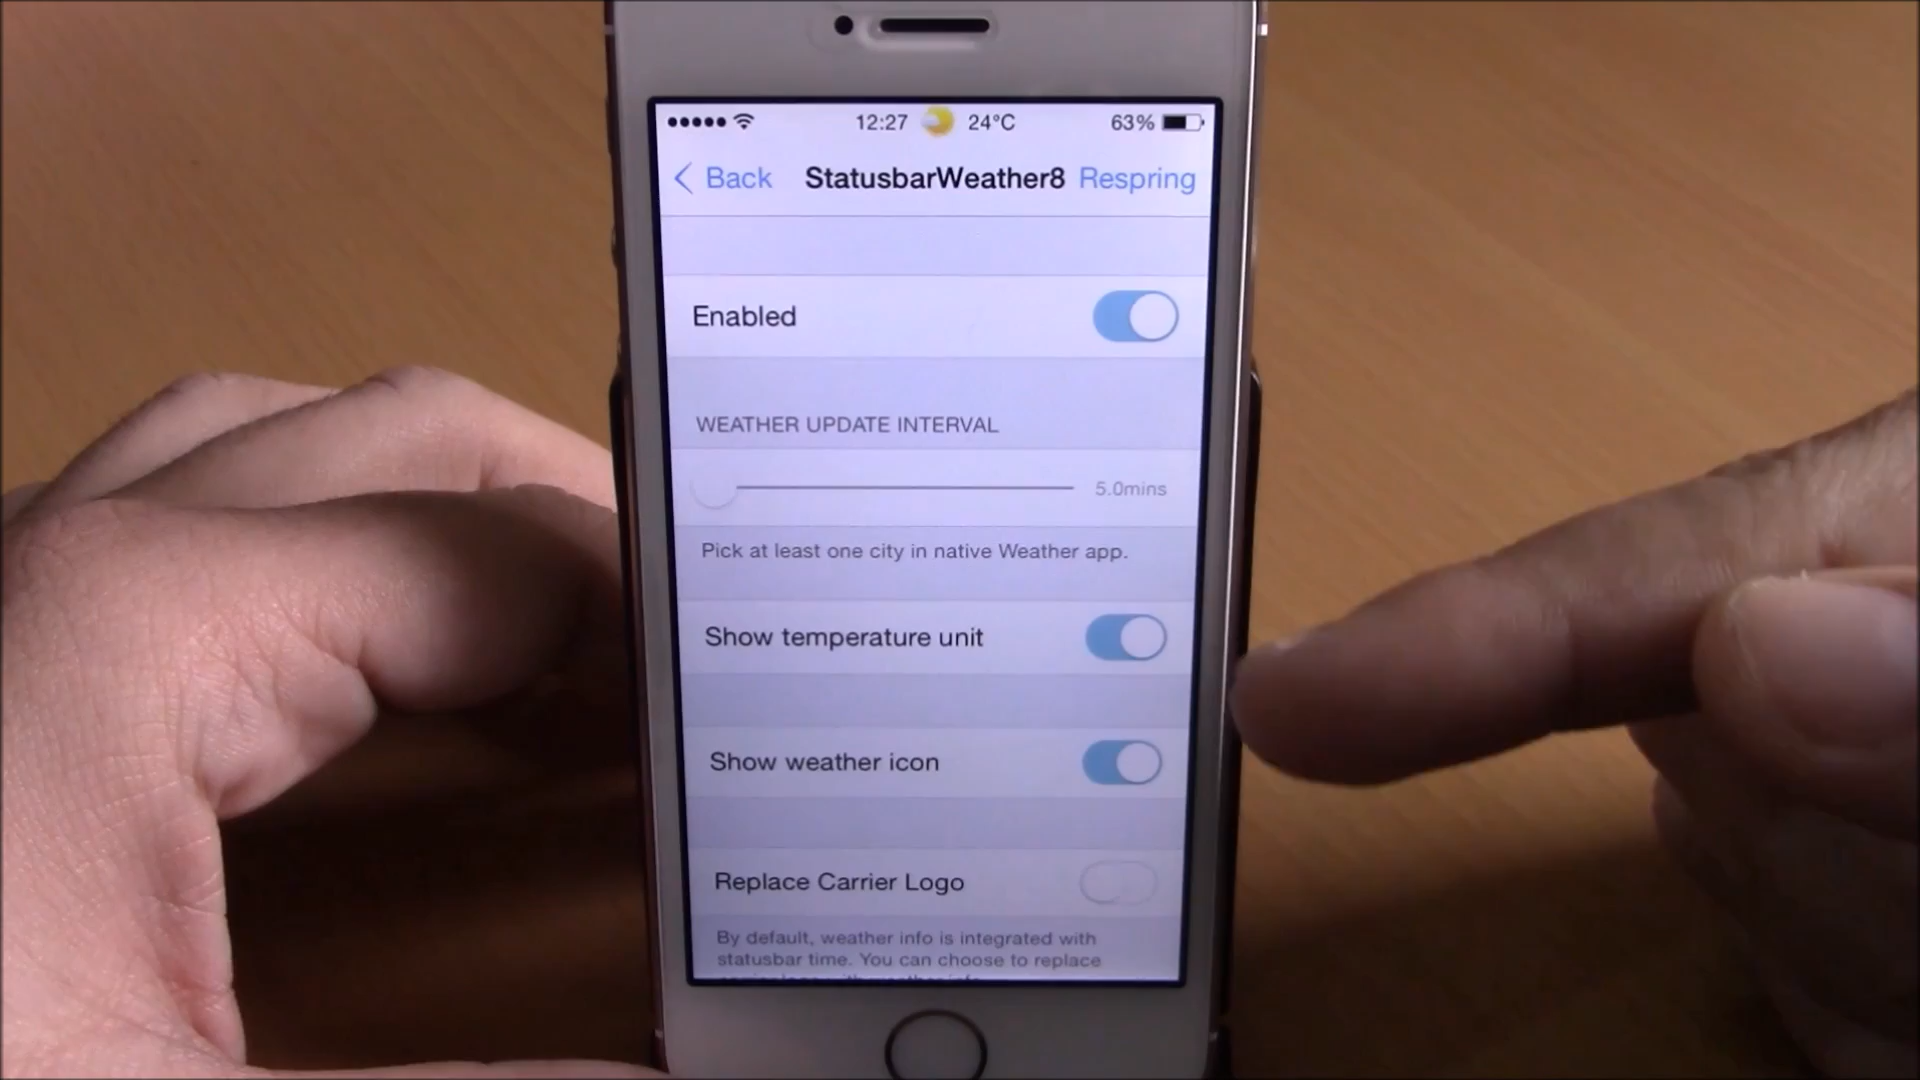 12:27 24°C 63%
Back StatusbarWeather8 Respring
Enabled
WEATHER UPDATE INTERVAL
5.0mins
Pick at least one city in native Weather app.
Show temperature unit
Show weather icon
Replace Carrier Logo
By default, weather info is integrated with
statusbar time. You can choose to replace